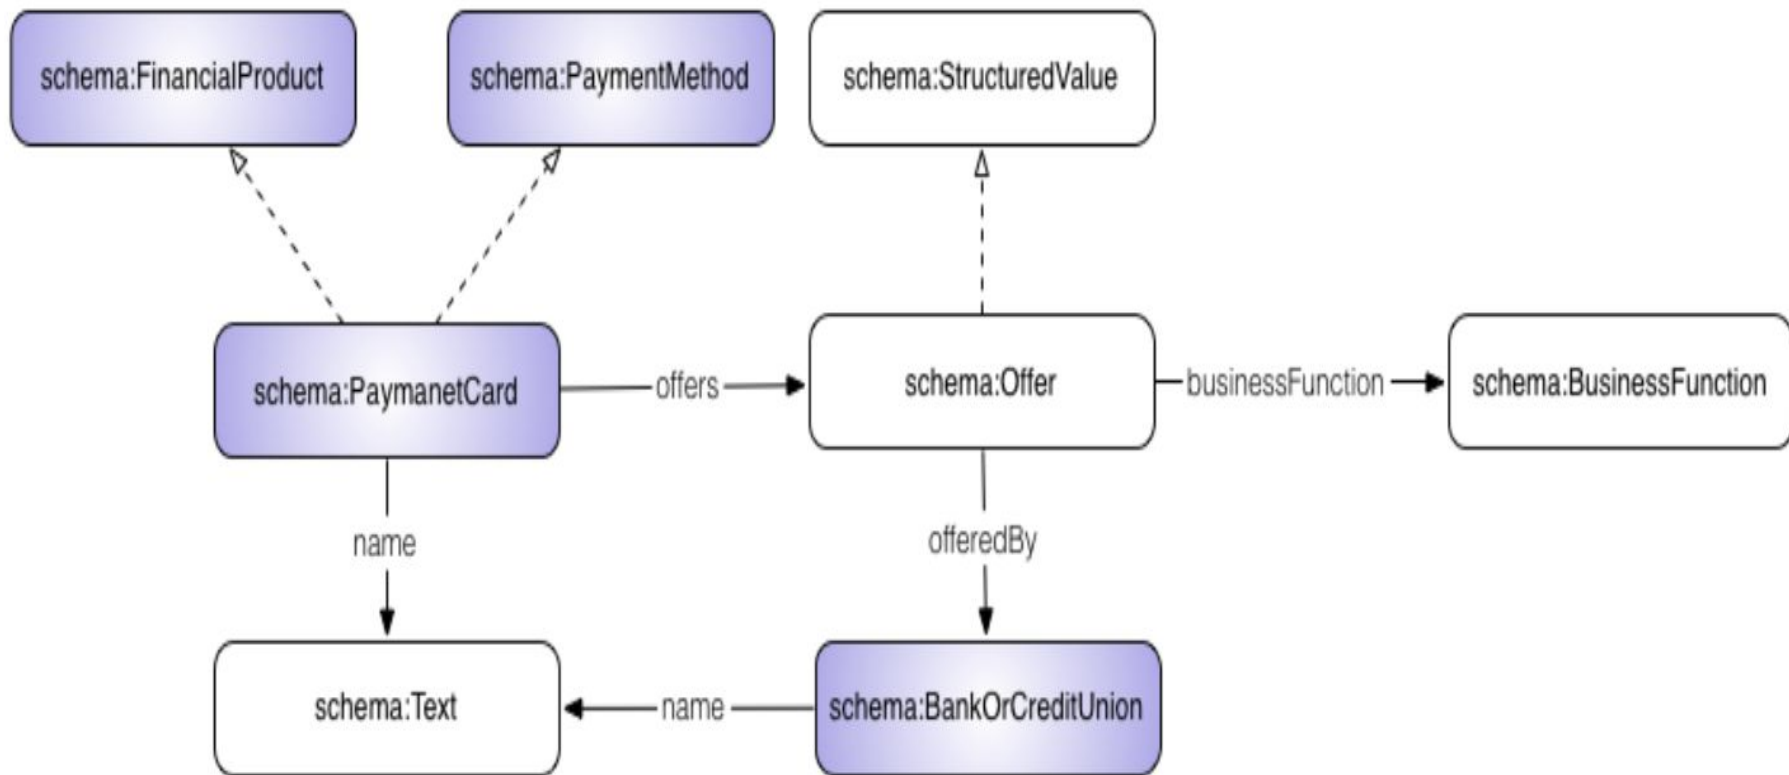 schema:FinancialProduct
schema:PaymentMethod
schema:StructuredValue
schema:PaymanetCard
offers
schema:Offer
businessFunction
schema:BusinessFunction
name
offeredBy
schema:Text
name
schema:BankOrCreditUnion